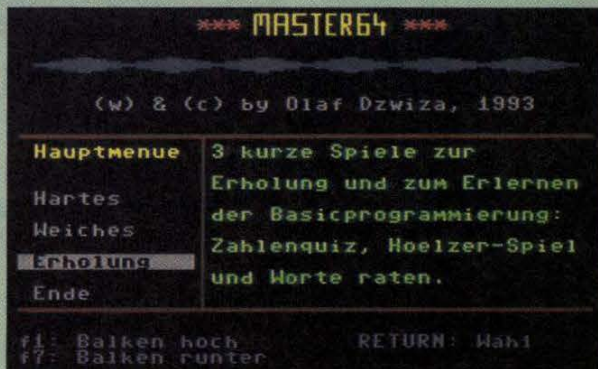 *** MASTER64 ***
(w) & (c) by Olaf Dzwiza, 1993
Hauptmenue
Hartes
Weiches
Erholung
Ende
3 kurze Spiele zur
Erholung und zum Erlernen
der Basicprogrammierung:
Zahlenquiz, Hoelzer-Spiel
und Worte raten.
f1: Balken hoch
f7: Balken runter
RETURN: Wahl